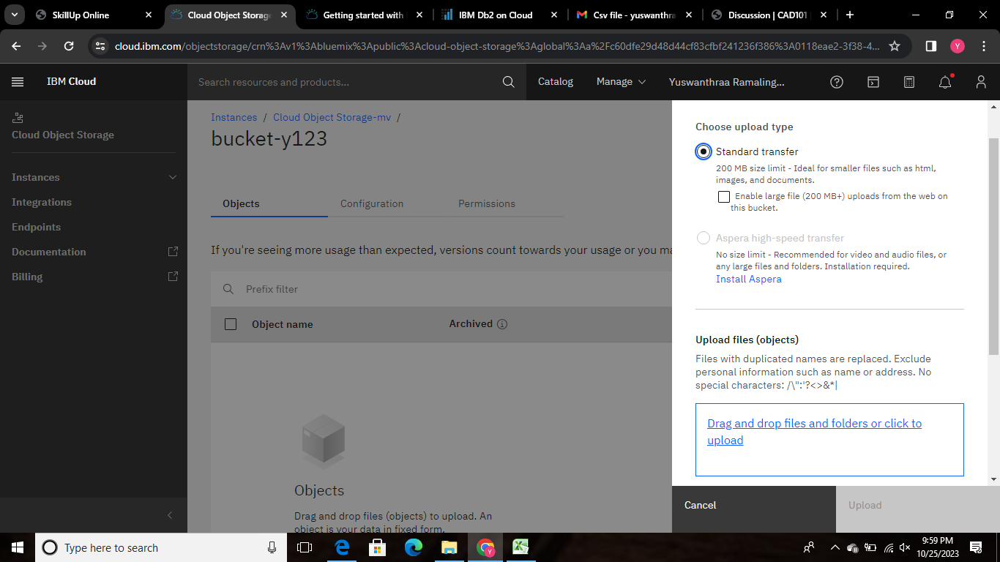 SkillUp Online
Cloud Object Storage
Getting started with
IBM Db2 on Cloud
Csv file - yuswanthra
Discussion | CAD101
cloud.ibm.com/objectstorage/crn%3Av1%3Abluemix%3Apublic%3Acloud-object-storage%3Aglobal%3Aa%2Fc60dfe29d48d44cf83cfbf241236f386%3A0118eae2-3f38-4...
Y
IBM Cloud
Search resources and products...
Catalog
Manage
Yuswanthraa Ramaling...
Cloud Object Storage
Instances
Integrations
Endpoints
Documentation
Billing
Instances / Cloud Object Storage-mv /
bucket-y123
Objects
Configuration
Permissions
If you're seeing more usage than expected, versions count towards your usage or you ma
Prefix filter
Object name
Archived
Objects
Drag and drop files (objects) to upload. An
object is your data in fixed form.
Choose upload type
Standard transfer
200 MB size limit - Ideal for smaller files such as html,
images, and documents.
Enable large file (200 MB+) uploads from the web on
this bucket.
Aspera high-speed transfer
No size limit - Recommended for video and audio files, or
any large files and folders. Installation required.
Install Aspera
Upload files (objects)
Files with duplicated names are replaced. Exclude
personal information such as name or address. No
special characters: /\":'?<>&*|
Drag and drop files and folders or click to
upload
Cancel
Upload
Type here to search
Y
9:59 PM
10/25/2023